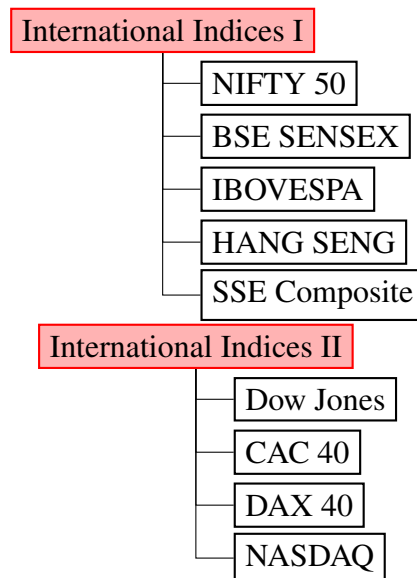 International Indices I
NIFTY 50
BSE SENSEX
IBOVESPA
HANG SENG
SSE Composite
International Indices II
Dow Jones
CAC 40
DAX 40
NASDAQ